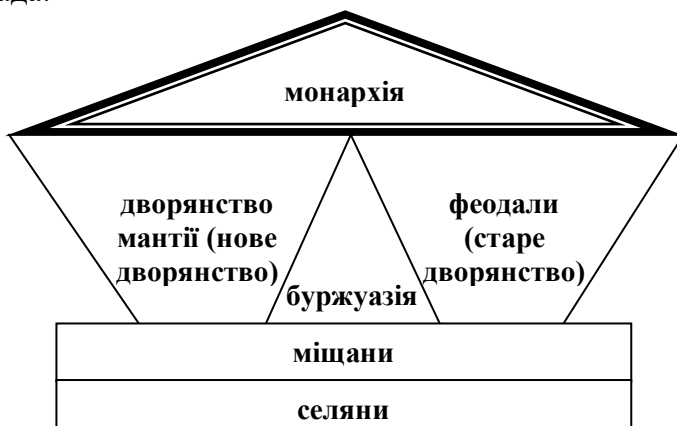 монархія
дворянство
мантії (нове
дворянство)
феодали
(старе
дворянство)
буржуазія
міщани
селяни